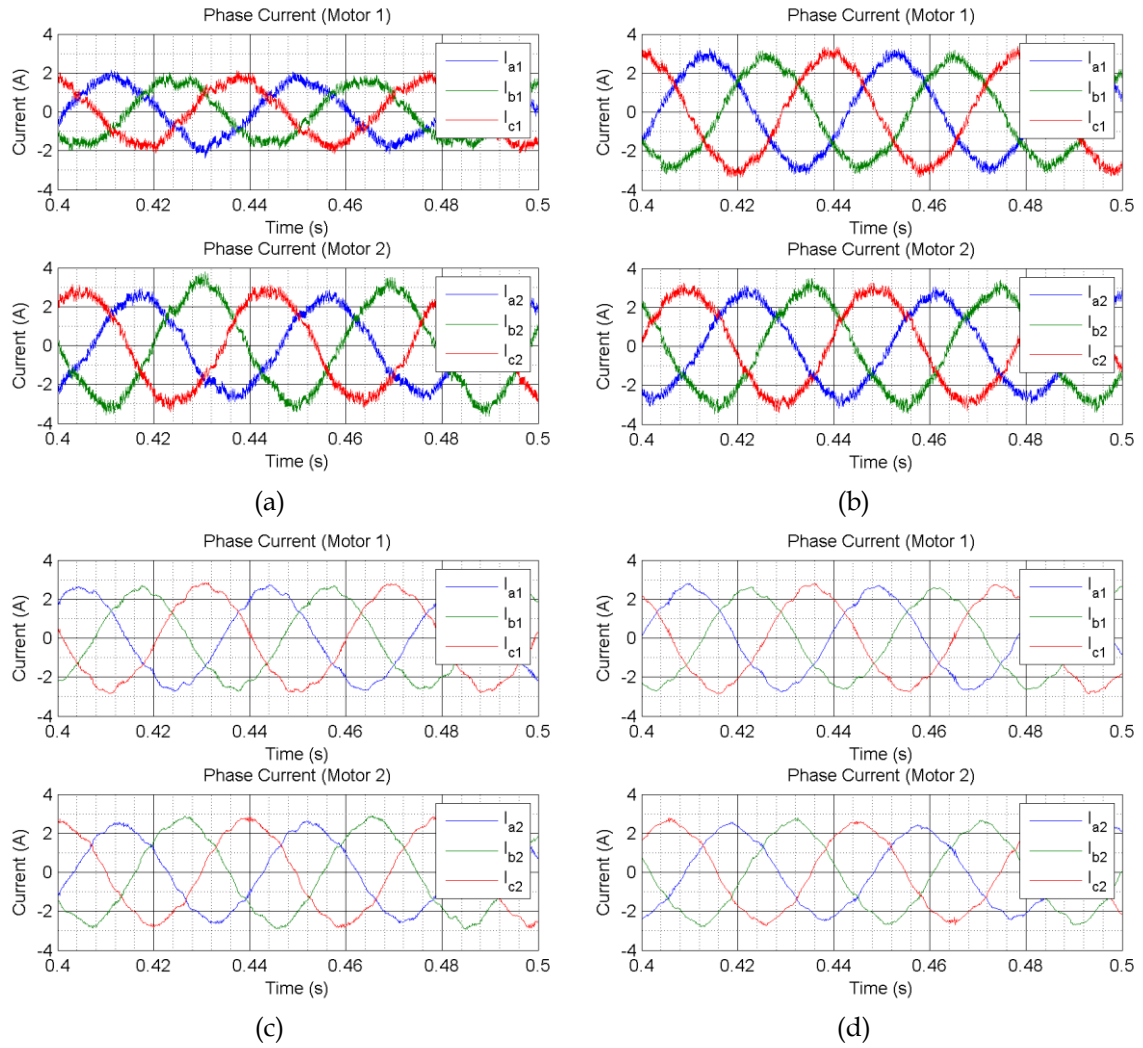 Phase Current (Motor 1)
4
2
0
-2
-4
Current (A)
I_a1
I_b1
I_c1
0.4 0.42 0.44 0.46 0.48 0.5
Time (s)
Phase Current (Motor 2)
4
2
0
-2
-4
Current (A)
I_a2
I_b2
I_c2
0.4 0.42 0.44 0.46 0.48 0.5
Time (s)
(a)
Phase Current (Motor 1)
4
2
0
-2
-4
Current (A)
I_a1
I_b1
I_c1
0.4 0.42 0.44 0.46 0.48 0.5
Time (s)
Phase Current (Motor 2)
4
2
0
-2
-4
Current (A)
I_a2
I_b2
I_c2
0.4 0.42 0.44 0.46 0.48 0.5
Time (s)
(b)
Phase Current (Motor 1)
4
2
0
-2
-4
Current (A)
I_a1
I_b1
I_c1
0.4 0.42 0.44 0.46 0.48 0.5
Time (s)
Phase Current (Motor 2)
4
2
0
-2
-4
Current (A)
I_a2
I_b2
I_c2
0.4 0.42 0.44 0.46 0.48 0.5
Time (s)
(c)
Phase Current (Motor 1)
4
2
0
-2
-4
Current (A)
I_a1
I_b1
I_c1
0.4 0.42 0.44 0.46 0.48 0.5
Time (s)
Phase Current (Motor 2)
4
2
0
-2
-4
Current (A)
I_a2
I_b2
I_c2
0.4 0.42 0.44 0.46 0.48 0.5
Time (s)
(d)